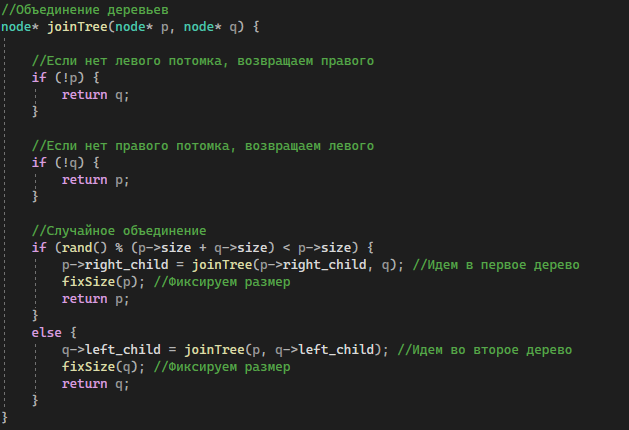 //Объединение деревьев
node* joinTree(node* p, node* q) {
//Если нет левого потомка, возвращаем правого
if (!p) {
return q;
}
//Если нет правого потомка, возвращаем левого
if (!q) {
return p;
}
//Случайное объединение
if (rand() % (p->size + q->size) < p->size) {
p->right_child = joinTree(p->right_child, q); //Идем в первое дерево
fixSize(p); //Фиксируем размер
return p;
}
else {
q->left_child = joinTree(p, q->left_child); //Идем во второе дерево
fixSize(q); //Фиксируем размер
return q;
}
}